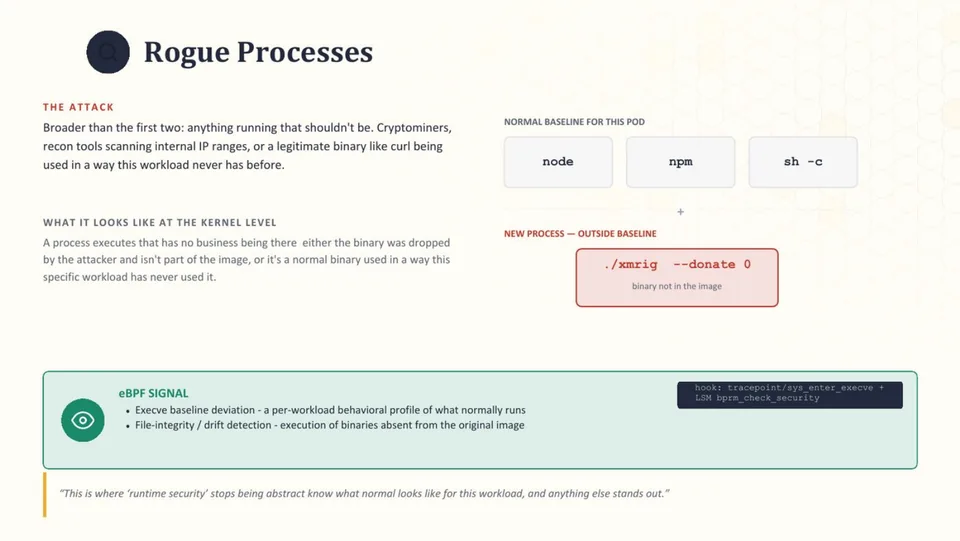 Rogue Processes
THE ATTACK
Broader than the first two: anything running that shouldn't be. Cryptominers,
recon tools scanning internal IP ranges, or a legitimate binary like curl being
used in a way this workload never has before.
WHAT IT LOOKS LIKE AT THE KERNEL LEVEL
A process executes that has no business being there  either the binary was dropped
by the attacker and isn't part of the image, or it's a normal binary used in a way this
specific workload has never used it.
NORMAL BASELINE FOR THIS POD
node
npm
sh -c
+
NEW PROCESS — OUTSIDE BASELINE
./xmrig  --donate 0
binary not in the image
eBPF SIGNAL
• Execve baseline deviation - a per-workload behavioral profile of what normally runs
• File-integrity / drift detection - execution of binaries absent from the original image
hook: tracepoint/sys_enter_execve +
LSM bprm_check_security
"This is where ‘runtime security’ stops being abstract know what normal looks like for this workload, and anything else stands out."